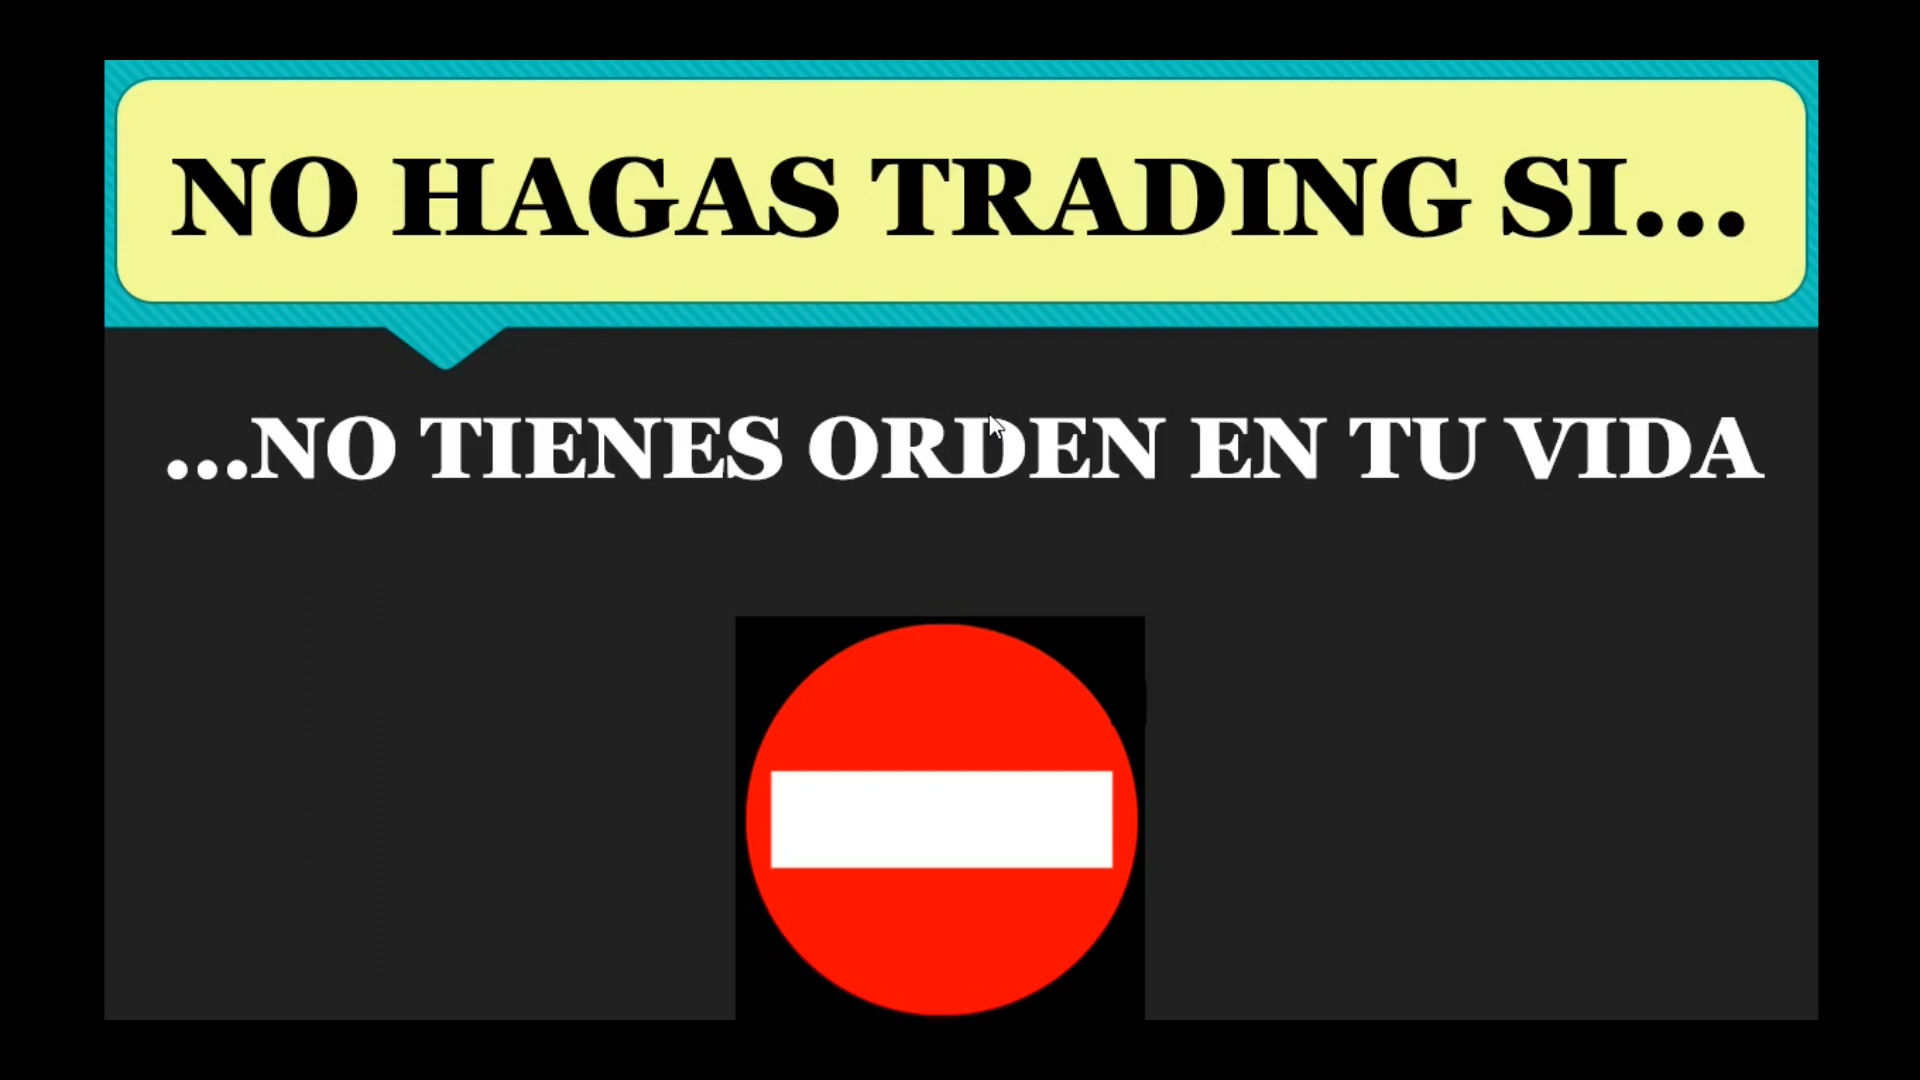 NO HAGAS TRADING SI...
...NO TIENES ORDEN EN TU VIDA